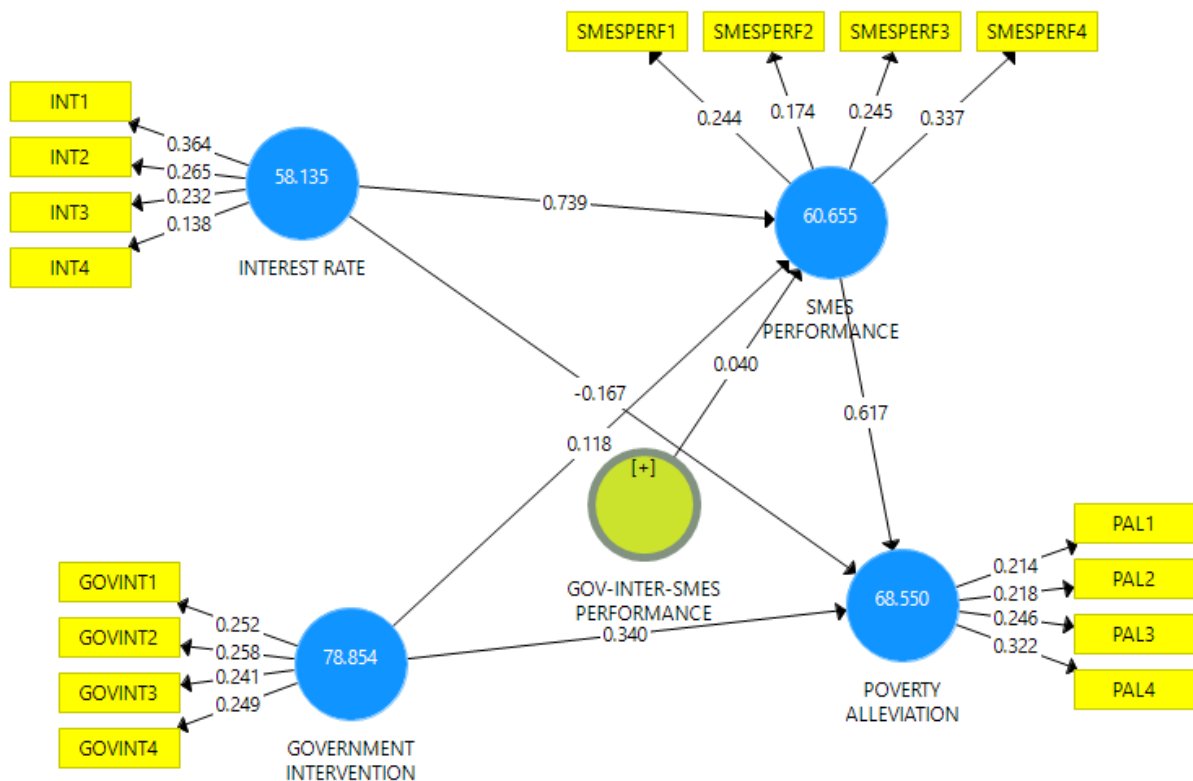 SMESPERF1
SMESPERF2
SMESPERF3
SMESPERF4
0.244
0.174
0.245
0.337
INT1
INT2
INT3
INT4
0.364
0.265
0.232
0.138
58.135
INTEREST RATE
0.739
60.655
SMES
PERFORMANCE
-0.167
0.118
0.040
0.617
[+]
GOV-INTER-SMES
PERFORMANCE
0.340
GOVINT1
GOVINT2
GOVINT3
GOVINT4
0.252
0.258
0.241
0.249
78.854
GOVERNMENT
INTERVENTION
68.550
POVERTY
ALLEVIATION
0.214
0.218
0.246
0.322
PAL1
PAL2
PAL3
PAL4